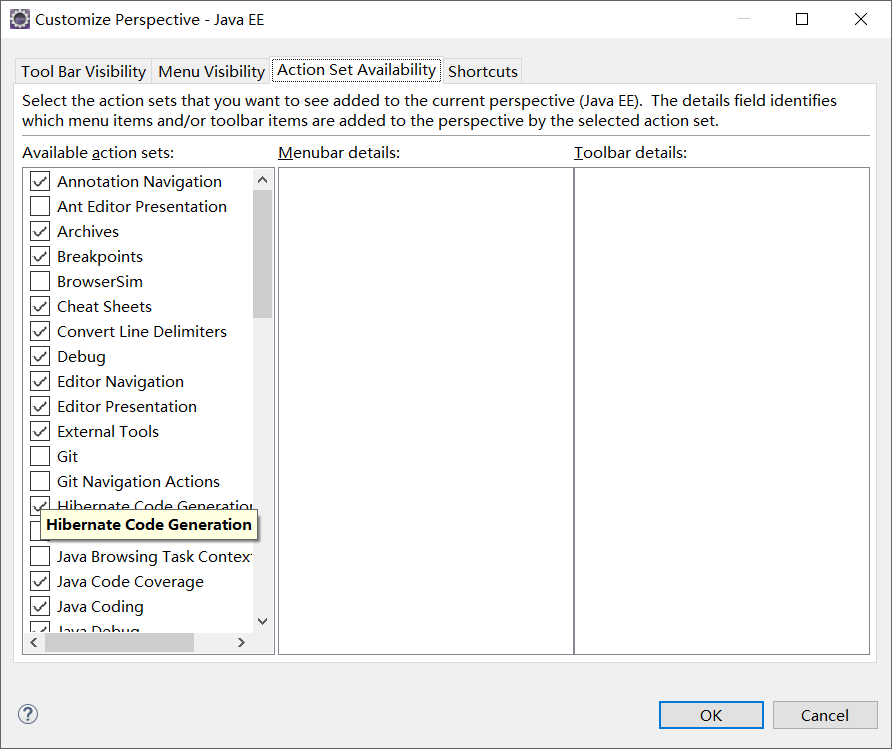 Customize Perspective - Java EE
Tool Bar Visibility Menu Visibility Action Set Availability Shortcuts
Select the action sets that you want to see added to the current perspective (Java EE).  The details field identifies
which menu items and/or toolbar items are added to the perspective by the selected action set.
Available action sets: Menubar details: Toolbar details:
Annotation Navigation
Ant Editor Presentation
Archives
Breakpoints
BrowserSim
Cheat Sheets
Convert Line Delimiters
Debug
Editor Navigation
Editor Presentation
External Tools
Git
Git Navigation Actions
Hibernate Code Generation
Hibernate Code Generation
Java Browsing Task Contex
Java Code Coverage
Java Coding
Java Debug
OK Cancel